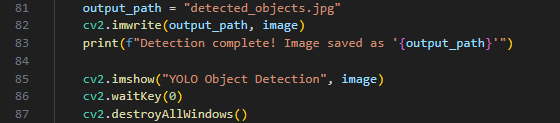 81 output_path = "detected_objects.jpg"
82 cv2.imwrite(output_path, image)
83 print(f"Detection complete! Image saved as '{output_path}'")
84
85 cv2.imshow("YOLO Object Detection", image)
86 cv2.waitKey(0)
87 cv2.destroyAllWindows()